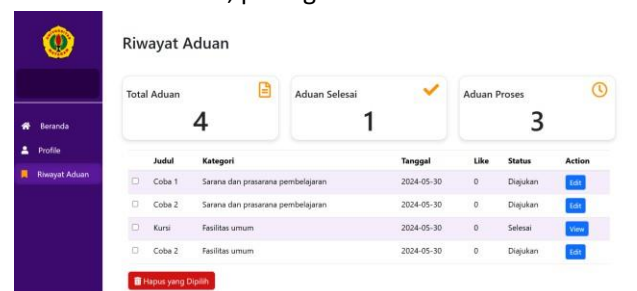 Riwayat Aduan
Total Aduan
4
Aduan Selesai
1
Aduan Proses
3
Beranda
Profile
Riwayat Aduan
Judul Kategori Tanggal Like Status Action
Coba 1 Sarana dan prasarana pembelajaran 2024-05-30 0 Diajukan Edit
Coba 2 Sarana dan prasarana pembelajaran 2024-05-30 0 Diajukan Edit
Kursi Fasilitas umum 2024-05-30 0 Selesai View
Coba 2 Fasilitas umum 2024-05-30 0 Diajukan Edit
Hapus yang Dipilih